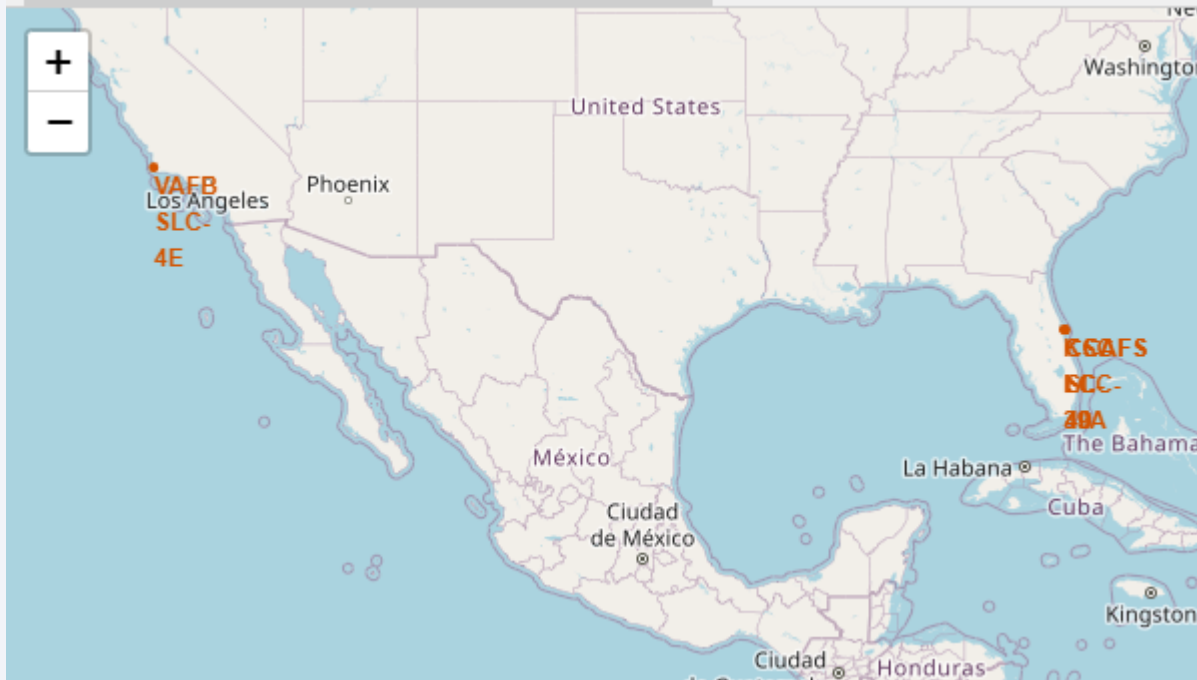 +
−
Washington
United States
Phoenix
VAFB
Los Angeles
SLC-
4E
The Bahama
La Habana
México
Cuba
Ciudad
de México
Kingston
Ciudad
Honduras